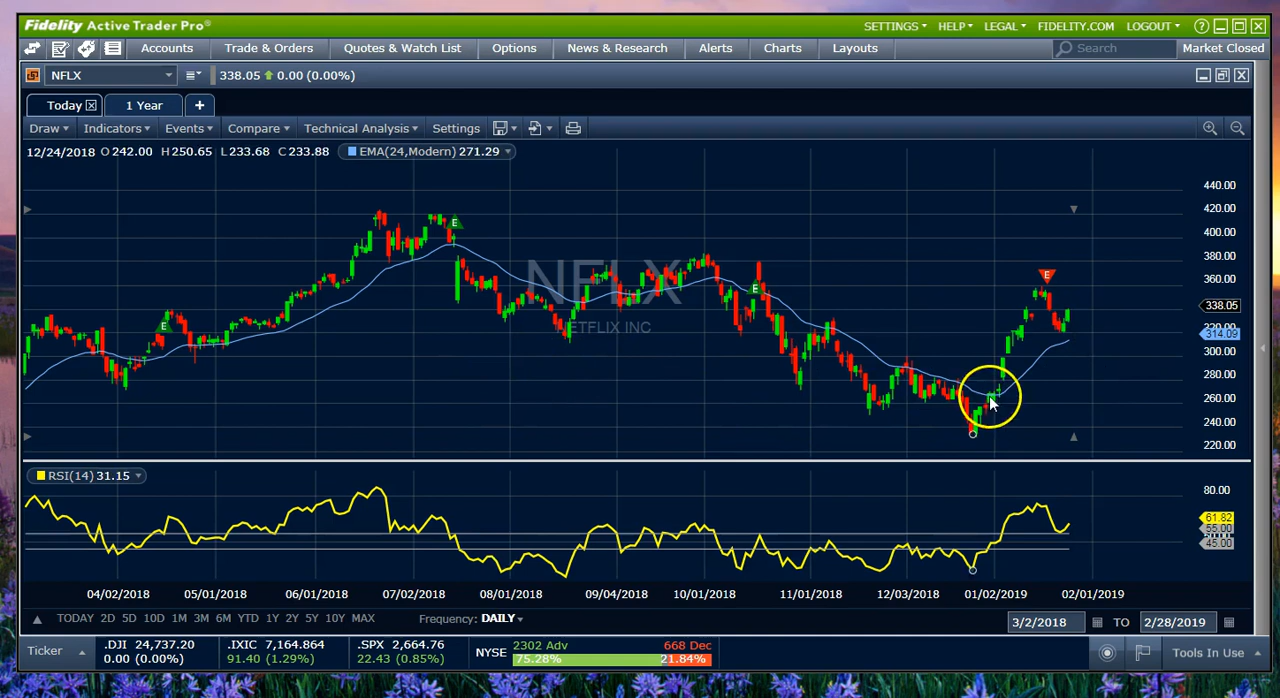 Fidelity Active Trader Pro®
SETTINGS HELP LEGAL FIDELITY.COM LOGOUT ?
Accounts Trade & Orders Quotes & Watch List Options News & Research Alerts Charts Layouts Search Market Closed
NFLX 338.05 0.00 (0.00%)
Today 1 Year +
Draw Indicators Events Compare Technical Analysis Settings
12/24/2018 O 242.00 H 250.65 L 233.68 C 233.88 EMA(24,Modern) 271.29
440.00
420.00
400.00
380.00
360.00
338.05
320.00
314.09
300.00
280.00
260.00
240.00
220.00
E
E
E
E
NFLX
NETFLIX INC
RSI(14) 31.15
80.00
61.82
55.00
45.00
04/02/2018 05/01/2018 06/01/2018 07/02/2018 08/01/2018 09/04/2018 10/01/2018 11/01/2018 12/03/2018 01/02/2019 02/01/2019
TODAY 2D 5D 10D 1M 3M 6M YTD 1Y 2Y 5Y 10Y MAX Frequency: DAILY 3/2/2018 TO 2/28/2019
Ticker .DJI 24,737.20 .IXIC 7,164.864 .SPX 2,664.76 NYSE 2302 Adv 668 Dec Tools In Use
0.00 (0.00%) 91.40 (1.29%) 22.43 (0.85%) 75.28% 21.84%